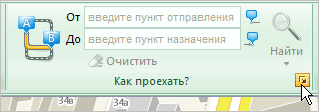 A
B
От введите пункт отправления
До введите пункт назначения
Найти
Очистить
Как проехать?
34в
34а